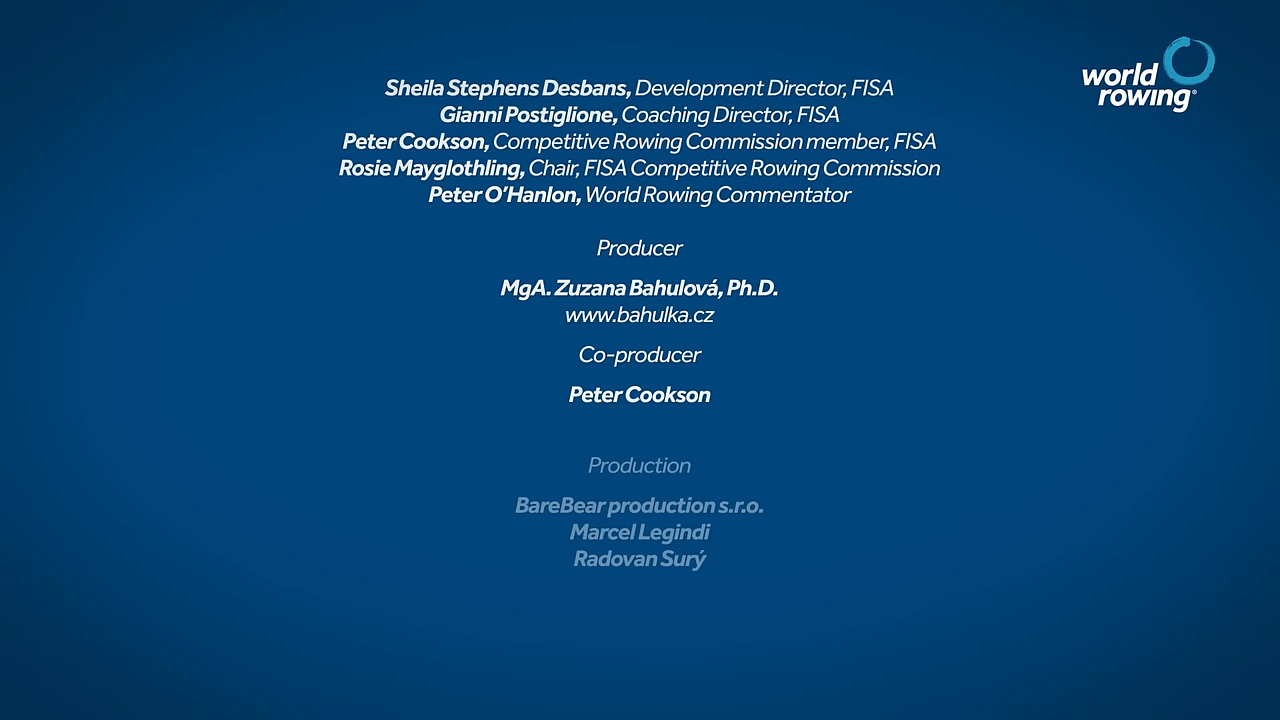 world
rowing®
Sheila Stephens Desbans, Development Director, FISA
Gianni Postiglione, Coaching Director, FISA
Peter Cookson, Competitive Rowing Commission member, FISA
Rosie Mayglothling, Chair, FISA Competitive Rowing Commission
Peter O'Hanlon, World Rowing Commentator
Producer
MgA. Zuzana Bahulová, Ph.D.
www.bahulka.cz
Co-producer
Peter Cookson
Production
BareBear production s.r.o.
Marcel Legindi
Radovan Surý